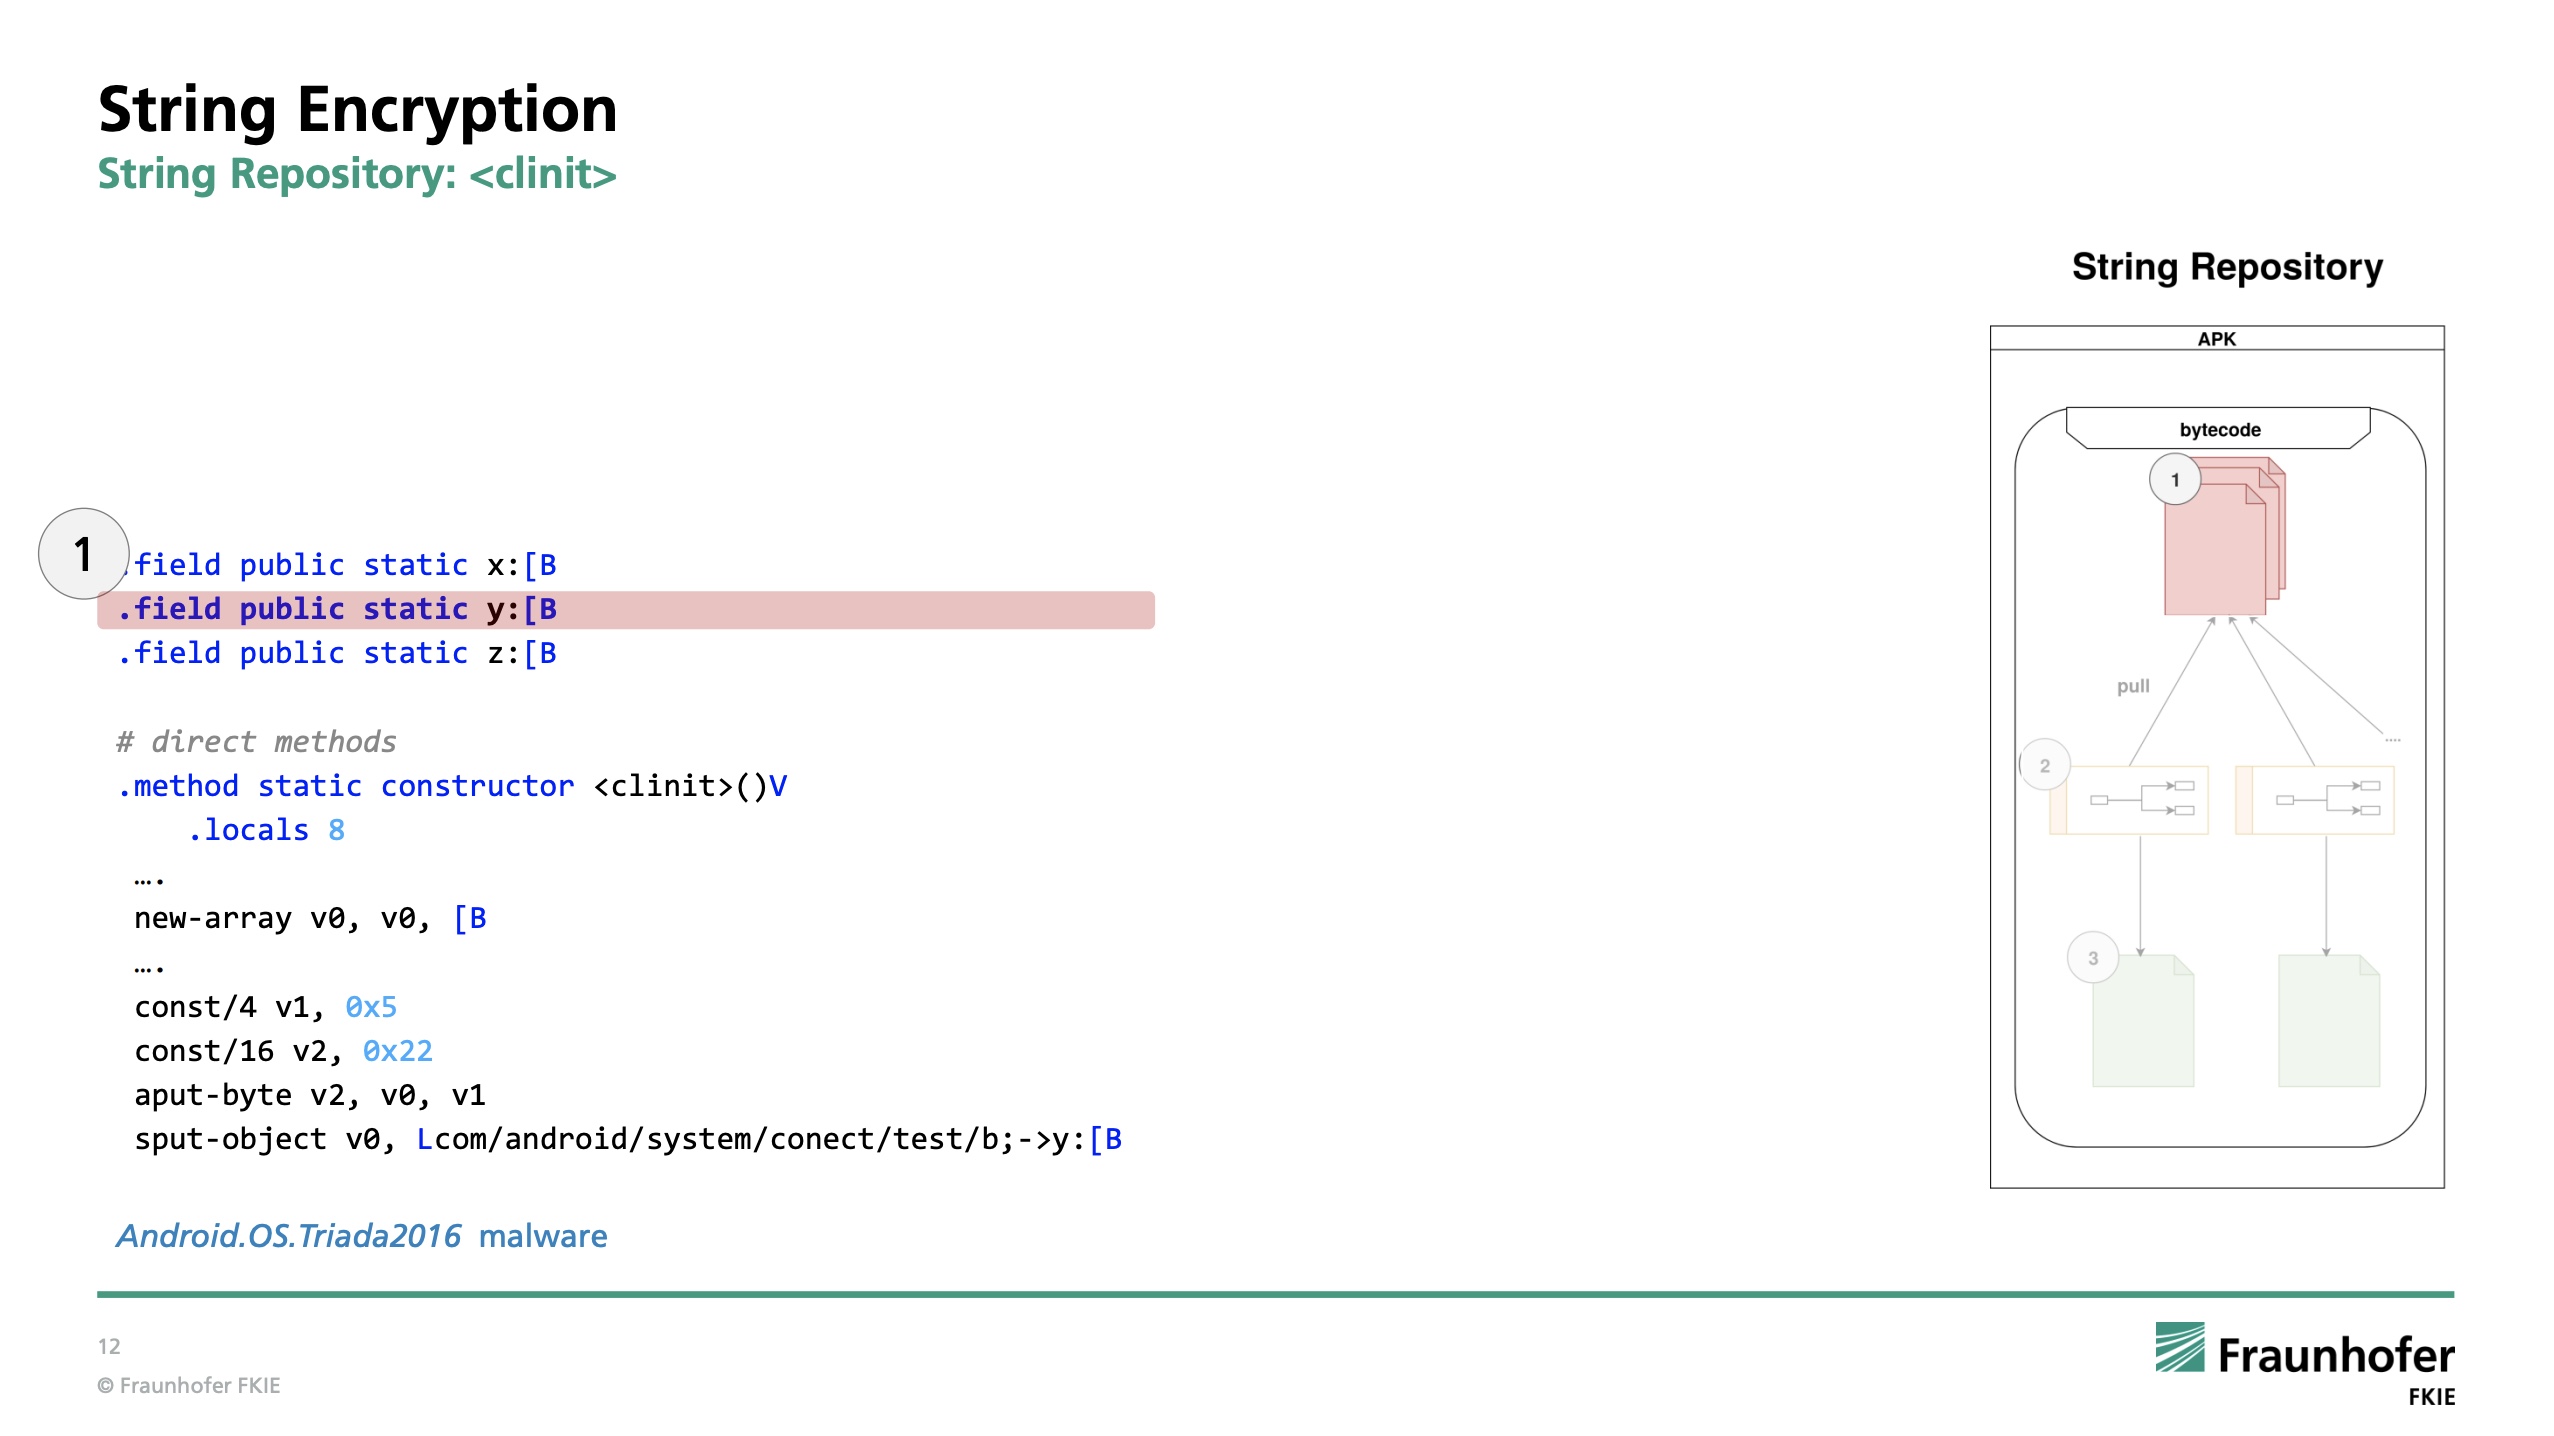 String Encryption
String Repository: <clinit>
String Repository
APK
bytecode
1
pull
....
2
3
1
.field public static x:[B
.field public static y:[B
.field public static z:[B
# direct methods
.method static constructor <clinit>()V
.locals 8
….
new-array v0, v0, [B
….
const/4 v1, 0x5
const/16 v2, 0x22
aput-byte v2, v0, v1
sput-object v0, Lcom/android/system/conect/test/b;->y:[B
Android.OS.Triada2016 malware
12
© Fraunhofer FKIE
Fraunhofer
FKIE